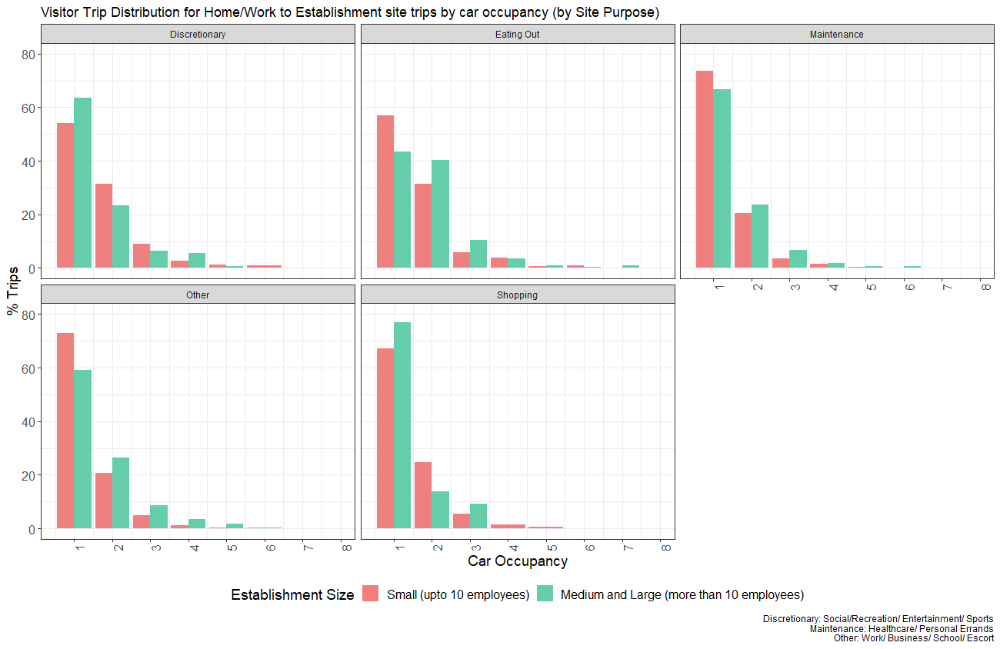 Visitor Trip Distribution for Home/Work to Establishment site trips by car occupancy (by Site Purpose)
Discretionary
Eating Out
Maintenance
80
60
40
20
0
1 2 3 4 5 6 7 8
Other
Shopping
80
60
40
20
0
% Trips
1 2 3 4 5 6 7 8
1 2 3 4 5 6 7 8
Car Occupancy
Establishment Size
Small (upto 10 employees)
Medium and Large (more than 10 employees)
Discretionary: Social/Recreation/ Entertainment/ Sports
Maintenance: Healthcare/ Personal Errands
Other: Work/ Business/ School/ Escort